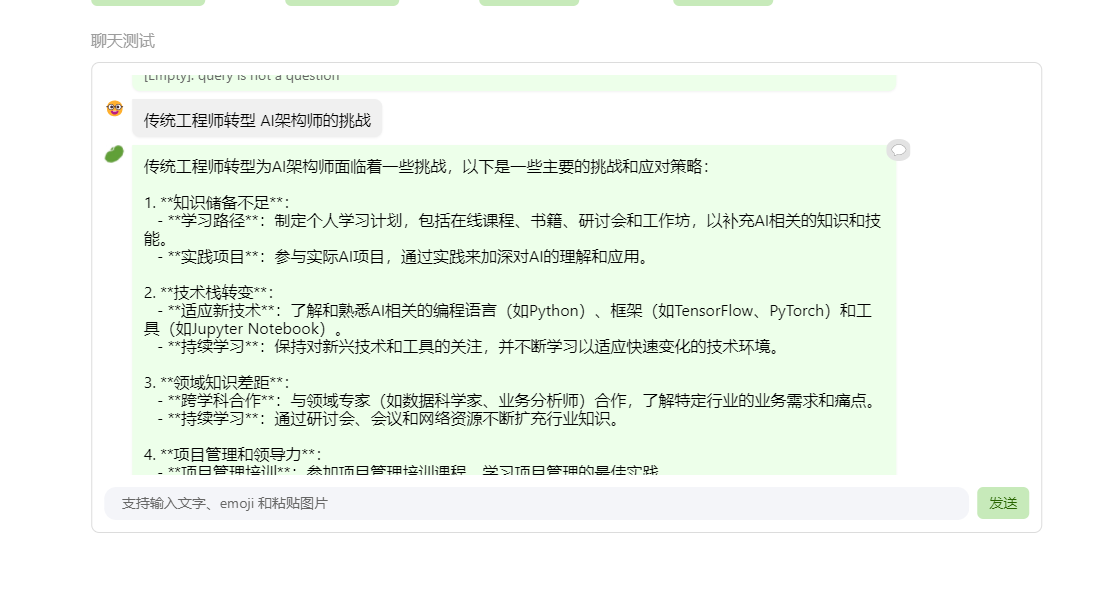 聊天测试
[Empty]: query is not a question
传统工程师转型 AI架构师的挑战
传统工程师转型为AI架构师面临着一些挑战，以下是一些主要的挑战和应对策略：
1. **知识储备不足**：
- **学习路径**：制定个人学习计划，包括在线课程、书籍、研讨会和工作坊，以补充AI相关的知识和技
能。
- **实践项目**：参与实际AI项目，通过实践来加深对AI的理解和应用。
2. **技术栈转变**：
- **适应新技术**：了解和熟悉AI相关的编程语言（如Python）、框架（如TensorFlow、PyTorch）和工
具（如Jupyter Notebook）。
- **持续学习**：保持对新兴技术和工具的关注，并不断学习以适应快速变化的技术环境。
3. **领域知识差距**：
- **跨学科合作**：与领域专家（如数据科学家、业务分析师）合作，了解特定行业的业务需求和痛点。
- **持续学习**：通过研讨会、会议和网络资源不断扩充行业知识。
4. **项目管理和领导力**：
- **项目管理培训**：参加项目管理培训课程，学习项目管理的最佳实践
支持输入文字、emoji 和粘贴图片
发送